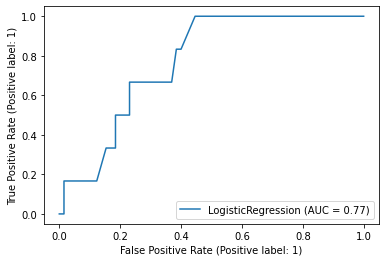 1.0
0.8
0.6
0.4
0.2
0.0
True Positive Rate (Positive label: 1)
LogisticRegression (AUC = 0.77)
0.0 0.2 0.4 0.6 0.8 1.0
False Positive Rate (Positive label: 1)